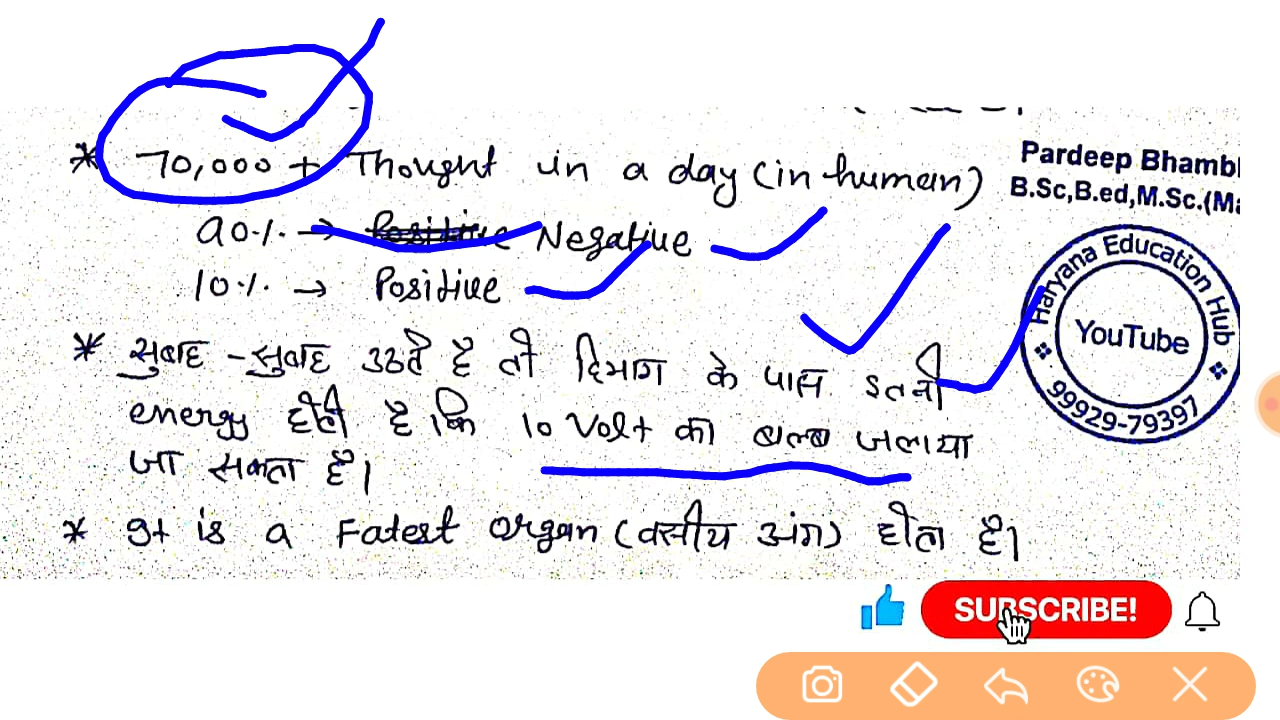 * 70,000 + Thought in a day (in human)
90% → Negative
10% → Positive
* सुबह - सुबह उठते है तो दिमाग के पास इतनी
energy होती है कि 10 Volt का बल्ब जलाया
जा सकता है।
* It is a Fatest organ (वसीय अंग) होता है।
Pardeep Bhambl
B.Sc,B.ed,M.Sc.(Ma
Haryana Education Hub
YouTube
99929-79397
SUBSCRIBE!